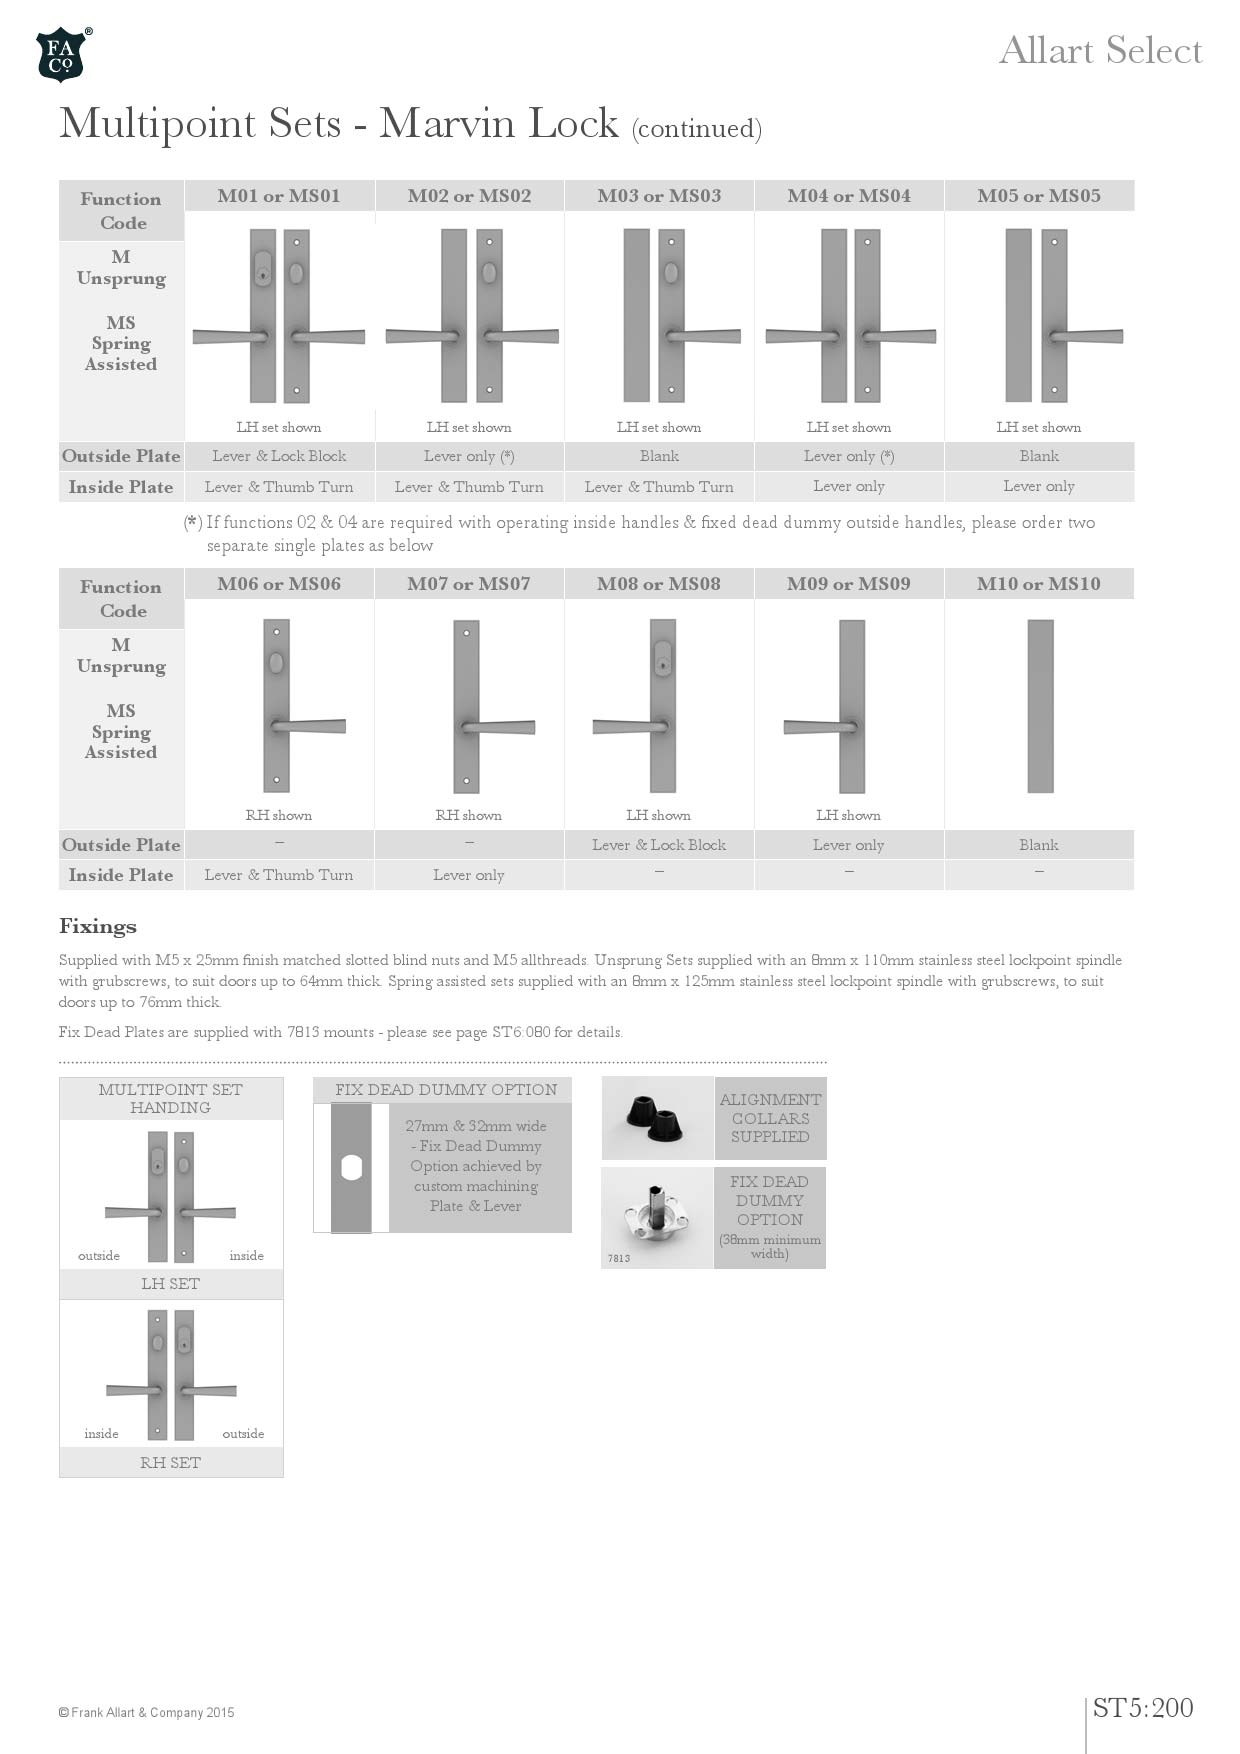 FA
Co.
®
Allart Select
Multipoint Sets - Marvin Lock (continued)
Function Code
M01 or MS01
M02 or MS02
M03 or MS03
M04 or MS04
M05 or MS05
M
Unsprung
MS
Spring
Assisted
LH set shown
LH set shown
LH set shown
LH set shown
LH set shown
Outside Plate
Lever & Lock Block
Lever only (*)
Blank
Lever only (*)
Blank
Inside Plate
Lever & Thumb Turn
Lever & Thumb Turn
Lever & Thumb Turn
Lever only
Lever only
(*) If functions 02 & 04 are required with operating inside handles & fixed dead dummy outside handles, please order two
separate single plates as below
Function Code
M06 or MS06
M07 or MS07
M08 or MS08
M09 or MS09
M10 or MS10
M
Unsprung
MS
Spring
Assisted
RH shown
RH shown
LH shown
LH shown
Outside Plate
–
–
Lever & Lock Block
Lever only
Blank
Inside Plate
Lever & Thumb Turn
Lever only
–
–
–
Fixings
Supplied with M5 x 25mm finish matched slotted blind nuts and M5 allthreads. Unsprung Sets supplied with an 8mm x 110mm stainless steel lockpoint spindle
with grubscrews, to suit doors up to 64mm thick. Spring assisted sets supplied with an 8mm x 125mm stainless steel lockpoint spindle with grubscrews, to suit
doors up to 76mm thick.
Fix Dead Plates are supplied with 7813 mounts - please see page ST6:080 for details.
MULTIPOINT SET
HANDING
outside
inside
LH SET
inside
outside
RH SET
FIX DEAD DUMMY OPTION
27mm & 32mm wide
- Fix Dead Dummy
Option achieved by
custom machining
Plate & Lever
ALIGNMENT
COLLARS
SUPPLIED
7813
FIX DEAD
DUMMY
OPTION
(38mm minimum
width)
© Frank Allart & Company 2015
ST5:200